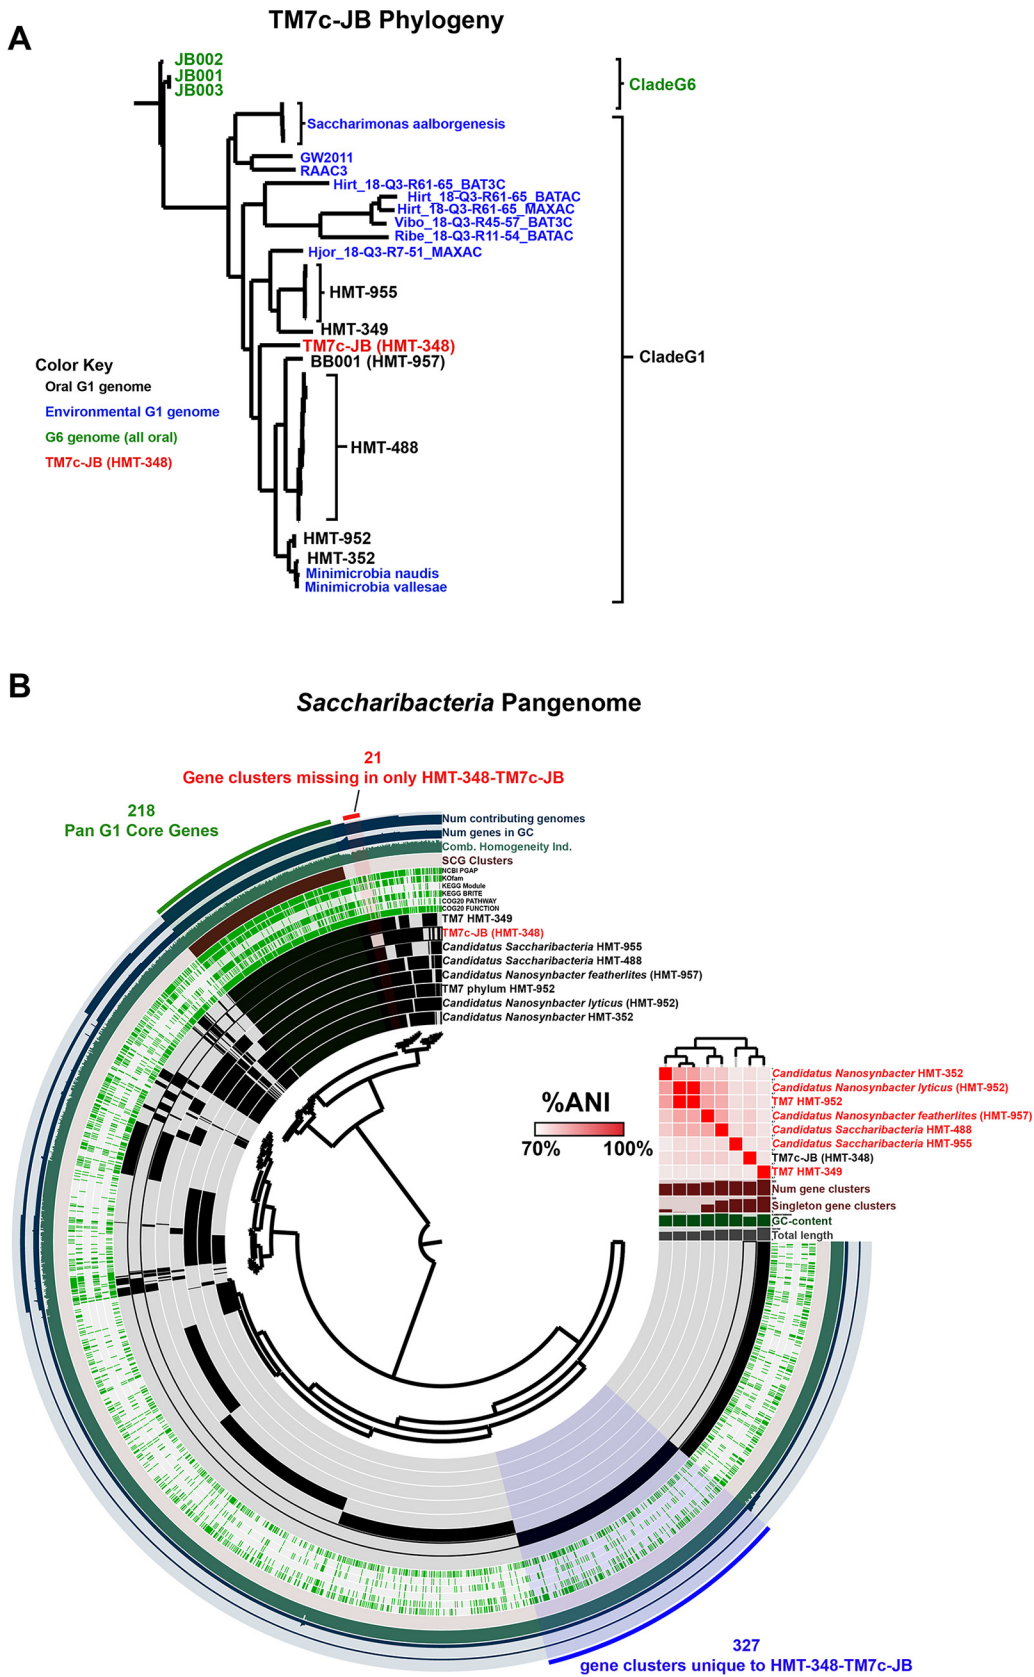 A
TM7c-JB Phylogeny
JB002
JB001
JB003
CladeG6
Saccharimonas aalborgenesis
GW2011
RAAC3
Hirt_18-Q3-R61-65_BAT3C
Hirt_18-Q3-R61-65_BATAC
Hirt_18-Q3-R61-65_MAXAC
Vibo_18-Q3-R45-57_BAT3C
Ribe_18-Q3-R11-54_BATAC
Hjor_18-Q3-R7-51_MAXAC
HMT-955
HMT-349
TM7c-JB (HMT-348)
BB001 (HMT-957)
CladeG1
HMT-488
HMT-952
HMT-352
Minimicrobia naudis
Minimicrobia vallesae
Color Key
Oral G1 genome
Environmental G1 genome
G6 genome (all oral)
TM7c-JB (HMT-348)
B
Saccharibacteria Pangenome
21
Gene clusters missing in only HMT-348-TM7c-JB
218
Pan G1 Core Genes
Num contributing genomes
Num genes in GC
Comb. Homogeneity Ind.
SCG Clusters
NCBI PGAP
KOfam
KEGG Module
KEGG BRITE
COG20 PATHWAY
COG20 FUNCTION
TM7 HMT-349
TM7c-JB (HMT-348)
Candidatus Saccharibacteria HMT-955
Candidatus Saccharibacteria HMT-488
Candidatus Nanosynbacter featherlites (HMT-957)
TM7 phylum HMT-952
Candidatus Nanosynbacter lyticus (HMT-952)
Candidatus Nanosynbacter HMT-352
%ANI
70% 100%
Candidatus Nanosynbacter HMT-352
Candidatus Nanosynbacter lyticus (HMT-952)
TM7 HMT-952
Candidatus Nanosynbacter featherlites (HMT-957)
Candidatus Saccharibacteria HMT-488
Candidatus Saccharibacteria HMT-955
TM7c-JB (HMT-348)
TM7 HMT-349
Num gene clusters
Singleton gene clusters
GC-content
Total length
327
gene clusters unique to HMT-348-TM7c-JB